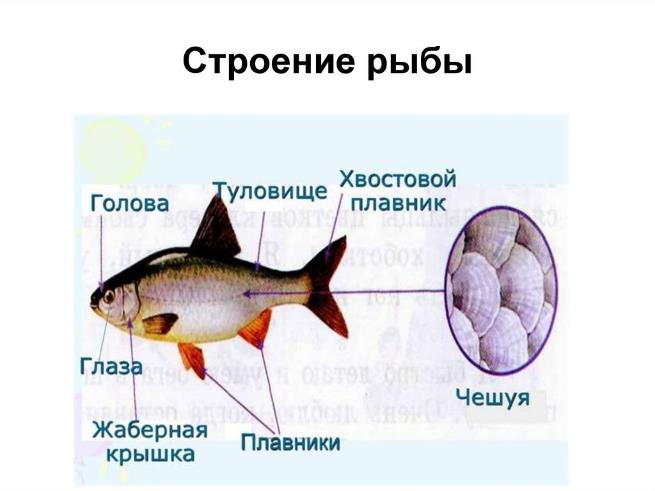 Строение рыбы
Голова
Туловище
Хвостовой
плавник
Глаза
Жаберная
крышка
Плавники
Чешуя